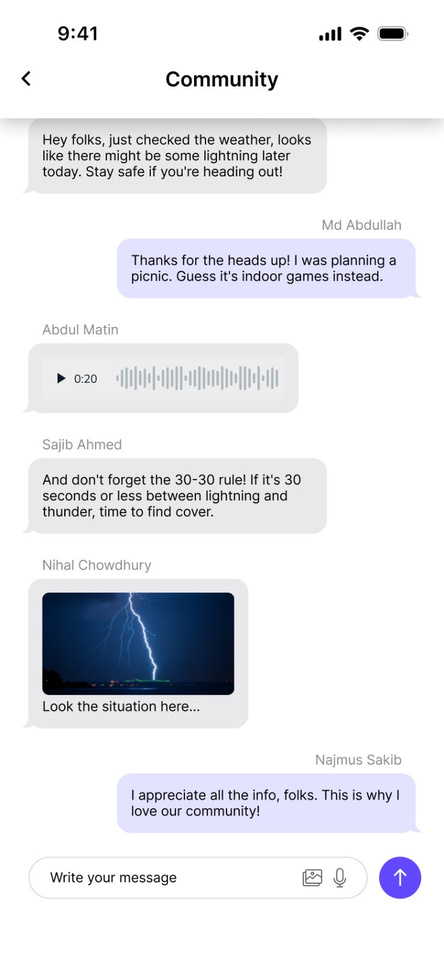 9:41
Community
Hey folks, just checked the weather, looks
like there might be some lightning later
today. Stay safe if you're heading out!
Md Abdullah
Thanks for the heads up! I was planning a
picnic. Guess it's indoor games instead.
Abdul Matin
0:20
Sajib Ahmed
And don't forget the 30-30 rule! If it's 30
seconds or less between lightning and
thunder, time to find cover.
Nihal Chowdhury
Look the situation here...
Najmus Sakib
I appreciate all the info, folks. This is why I
love our community!
Write your message